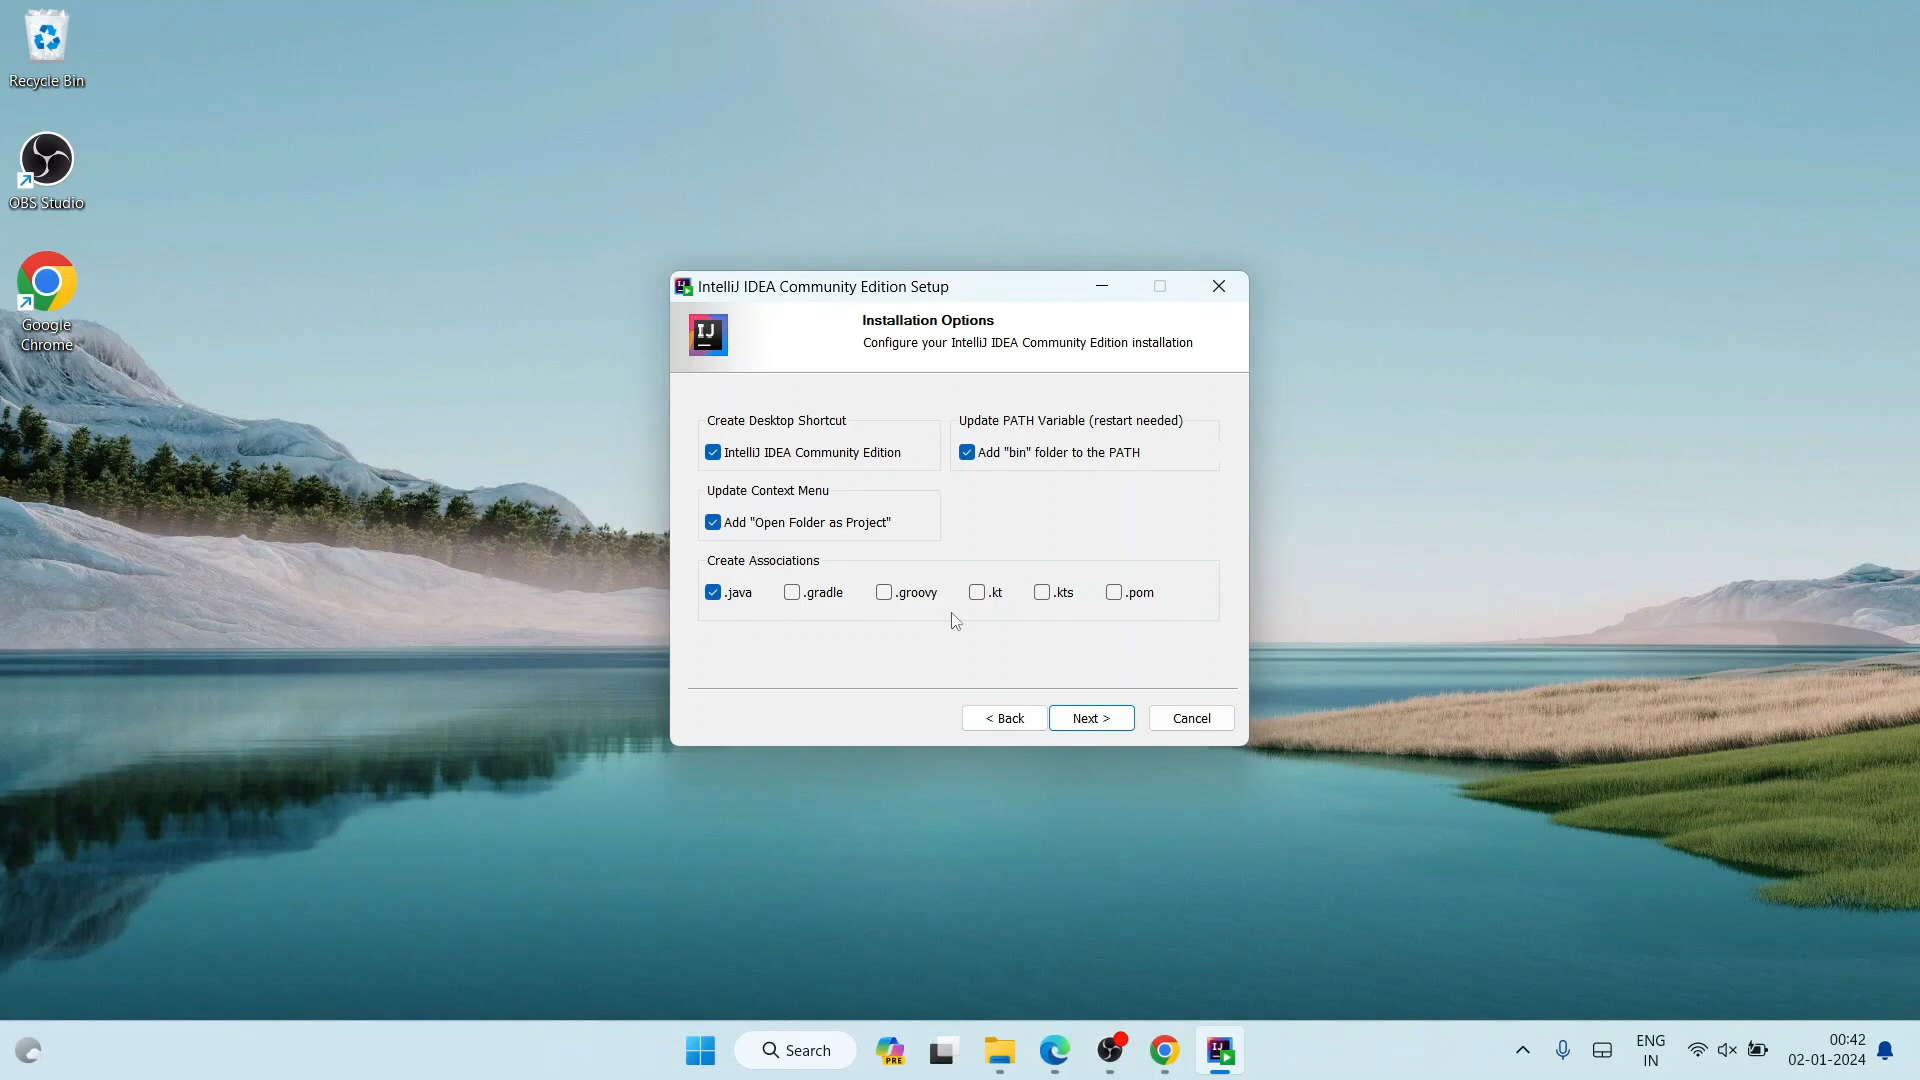 Recycle Bin
OBS Studio
Google
Chrome
IntelliJ IDEA Community Edition Setup
IJ
Installation Options
Configure your IntelliJ IDEA Community Edition installation
Create Desktop Shortcut
IntelliJ IDEA Community Edition
Update PATH Variable (restart needed)
Add "bin" folder to the PATH
Update Context Menu
Add "Open Folder as Project"
Create Associations
.java .gradle .groovy .kt .kts .pom
< Back Next > Cancel
Search
PRE
IJ
ENG
IN
00:42
02-01-2024